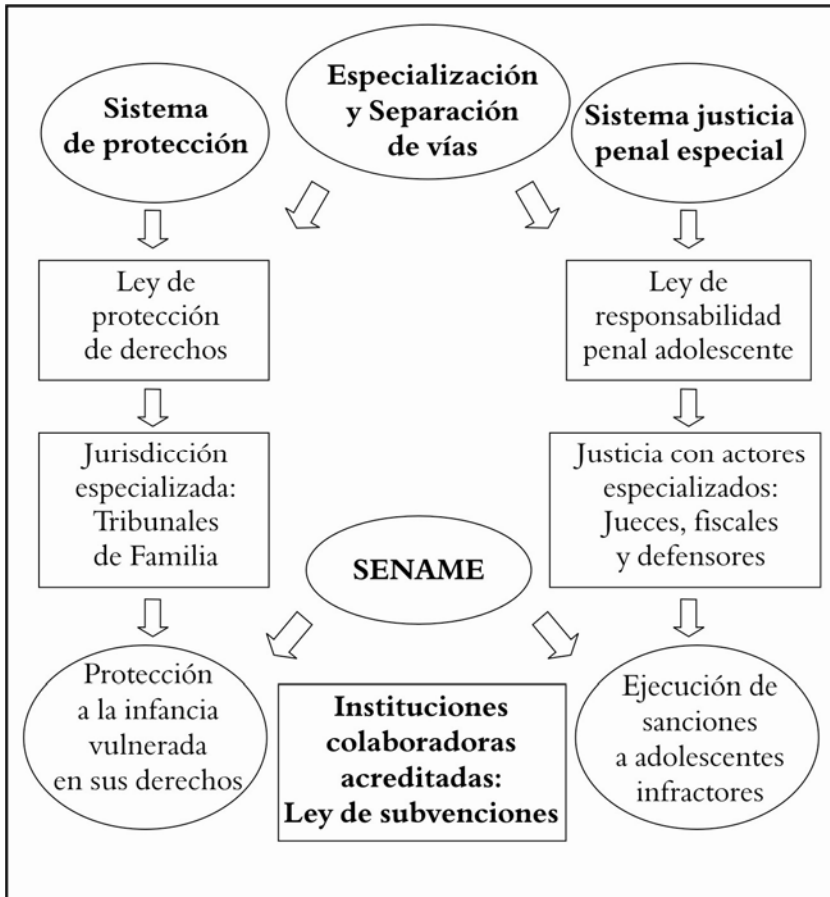 Especialización
y Separación
de vías
Sistema
de protección
Sistema justicia
penal especial
Ley de
protección
de derechos
Ley de
responsabilidad
penal adolescente
Jurisdicción
especializada:
Tribunales
de Familia
Justicia con actores
especializados:
Jueces, fiscales
y defensores
SENAME
Protección
a la infancia
vulnerada
en sus derechos
Instituciones
colaboradoras
acreditadas:
Ley de subvenciones
Ejecución de
sanciones
a adolescentes
infractores